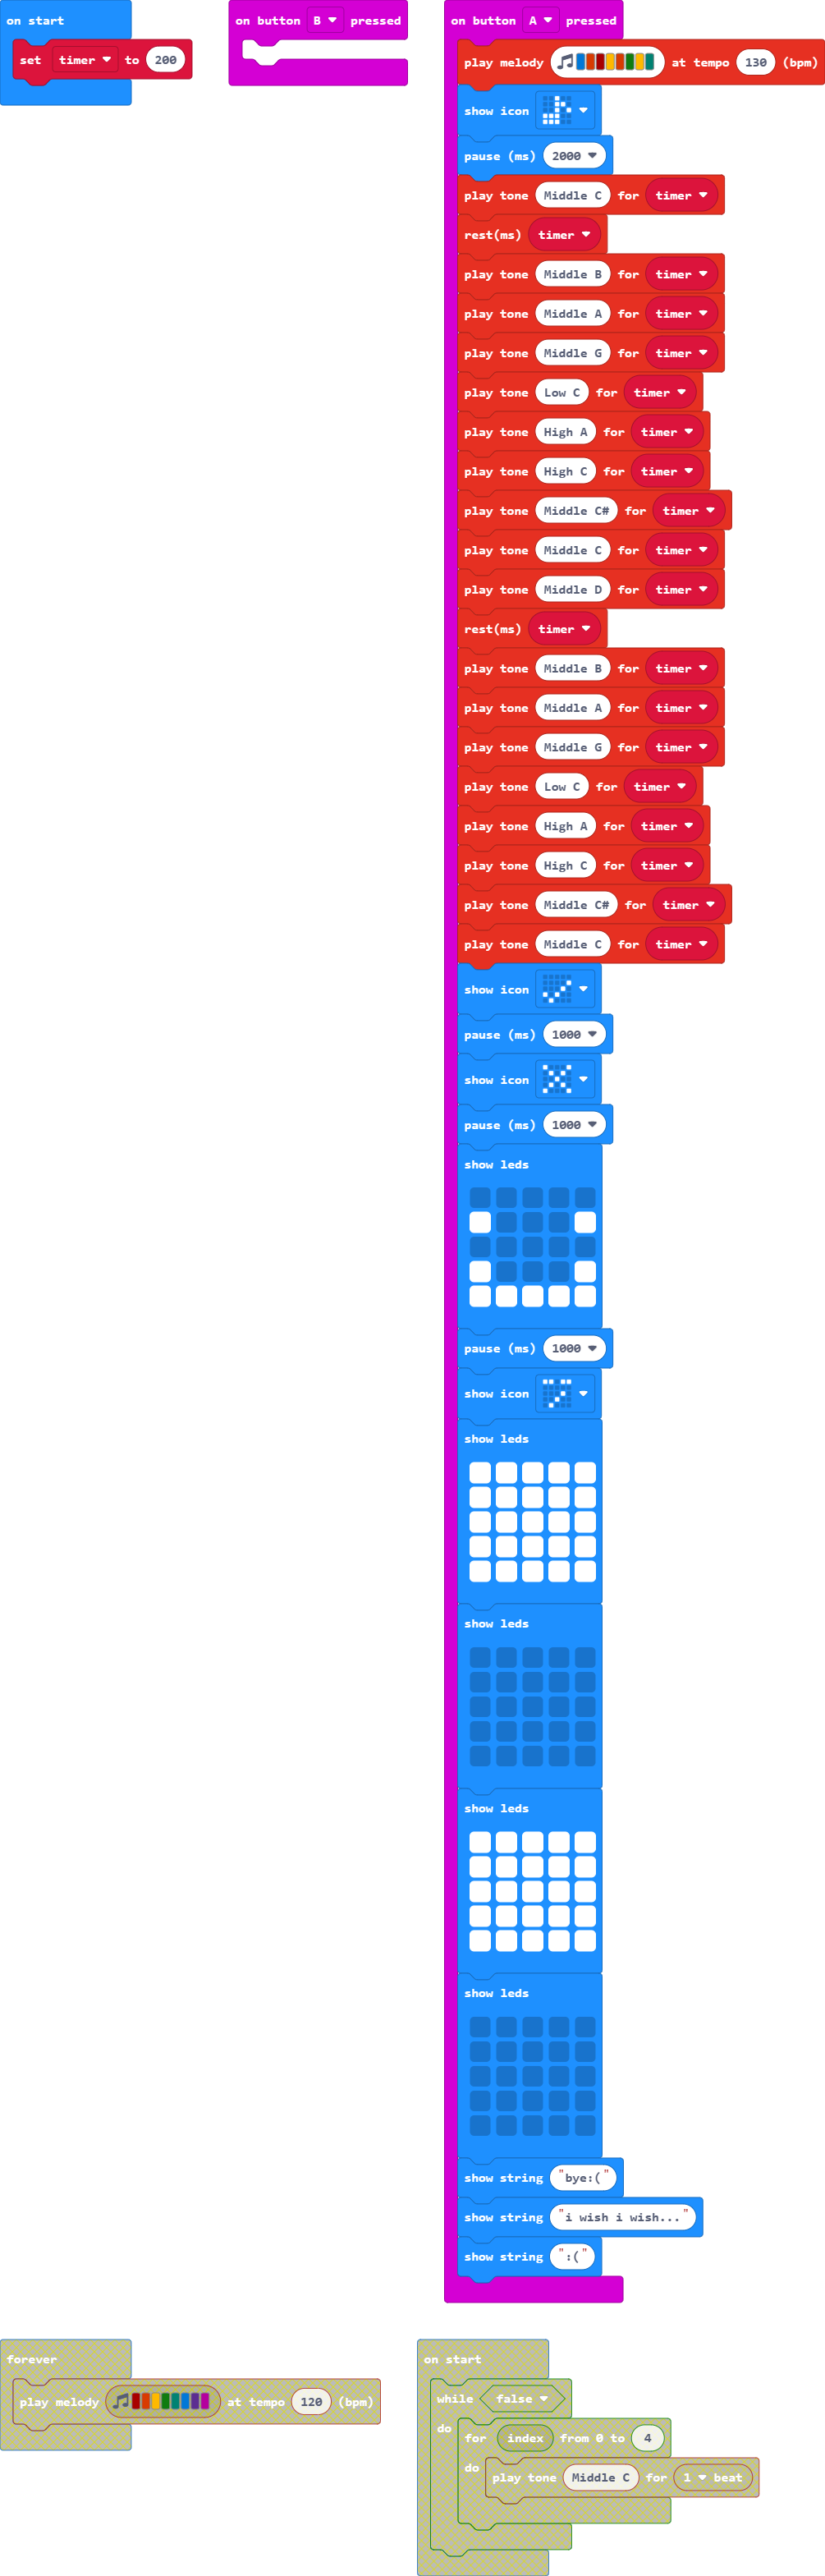 on start
set timer to 200
on button B pressed
on button A pressed
play melody at tempo 130 (bpm)
show icon
pause (ms) 2000
play tone Middle C for timer
rest(ms) timer
play tone Middle B for timer
play tone Middle A for timer
play tone Middle G for timer
play tone Low C for timer
play tone High A for timer
play tone High C for timer
play tone Middle C# for timer
play tone Middle C for timer
play tone Middle D for timer
rest(ms) timer
play tone Middle B for timer
play tone Middle A for timer
play tone Middle G for timer
play tone Low C for timer
play tone High A for timer
play tone High C for timer
play tone Middle C# for timer
play tone Middle C for timer
show icon
pause (ms) 1000
show icon
pause (ms) 1000
show leds
pause (ms) 1000
show icon
show leds
show leds
show leds
show leds
show string "bye:("
show string "i wish i wish..."
show string ":("
forever
play melody at tempo 120 (bpm)
on start
while false
do
for index from 0 to 4
do
play tone Middle C for 1 beat